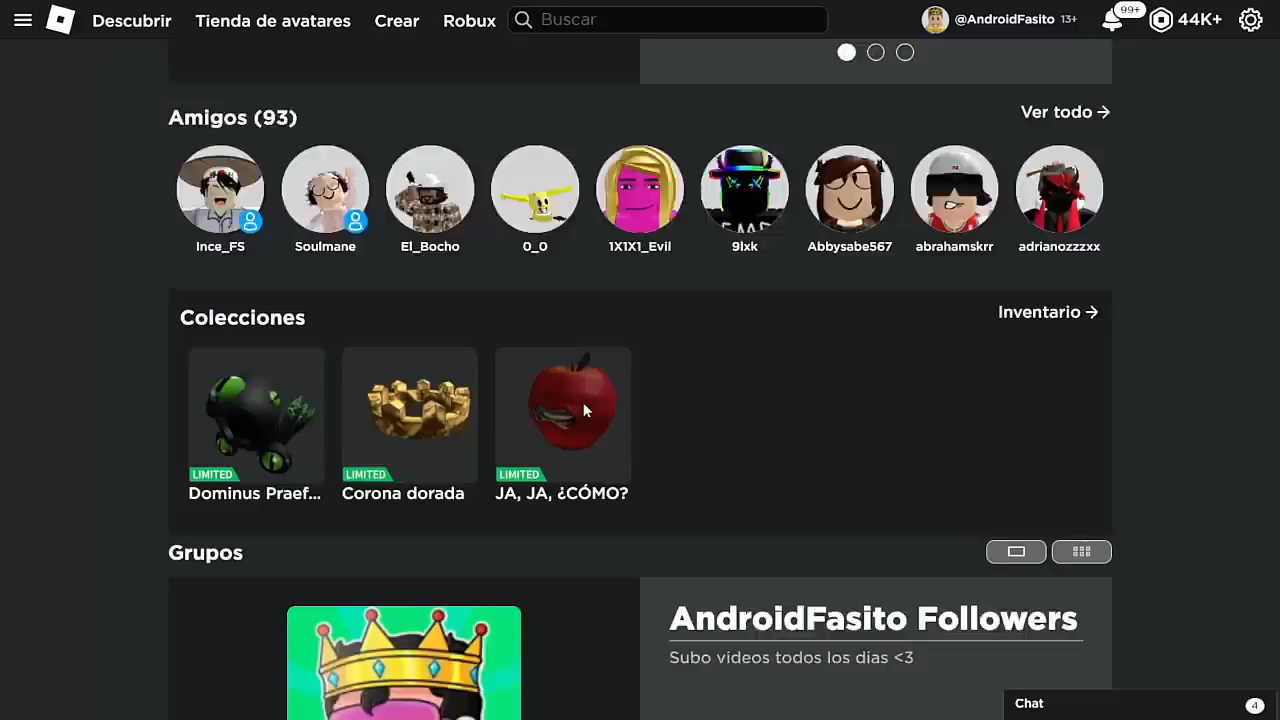 Descubrir Tienda de avatares Crear Robux Buscar @AndroidFasito 13+ 99+ 44K+
Amigos (93) Ver todo →
Ince_FS Soulmane El_Bocho 0_0 1X1X1_Evil 9lxk Abbysabe567 abrahamskrr adrianozzzxx
Colecciones Inventario →
LIMITED LIMITED LIMITED
Dominus Praef... Corona dorada JA, JA, ¿CÓMO?
Grupos
AndroidFasito Followers
Subo videos todos los dias <3
Chat 4